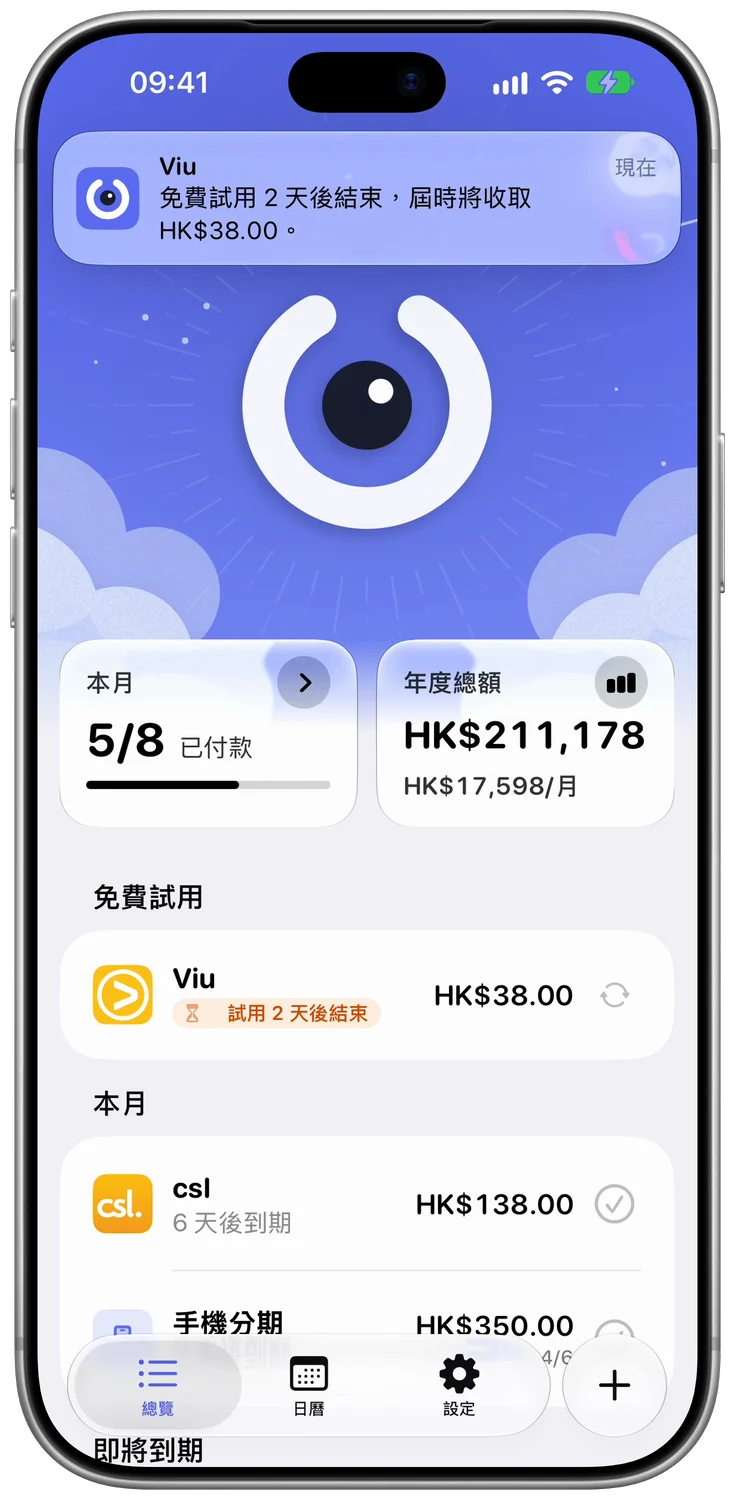 09:41
Viu
現在
免費試用 2 天後結束，屆時將收取
HK$38.00。
本月
5/8 已付款
年度總額
HK$211,178
HK$17,598/月
免費試用
Viu
HK$38.00
試用 2 天後結束
本月
csl.
csl
HK$138.00
6 天後到期
手機分期
HK$350.00
4/6
總覽
日曆
設定
即將到期